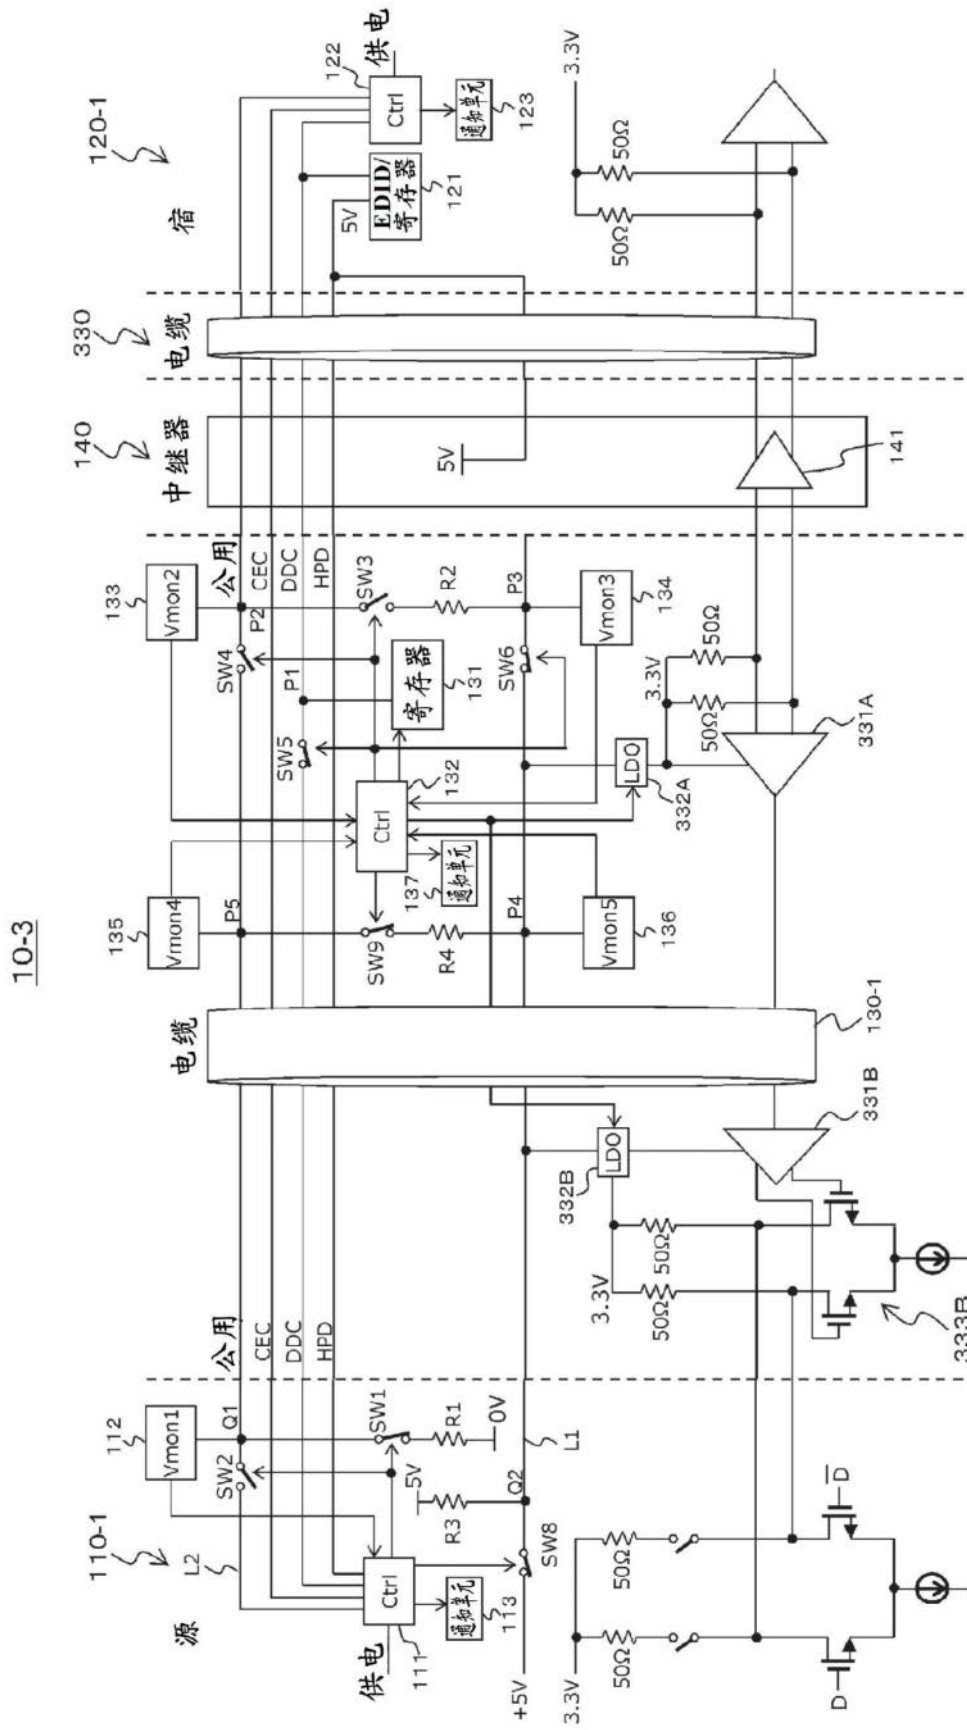 10-3
110-1
源
L2
112
Vmon1
Q1
公用
SW2
CEC
DDC
HPD
SW1
R1
0V
5V
R3
Q2
L1
SW8
Ctrl
供电
111
通知单元
113
+5V
3.3V
50Ω
50Ω
D
D̅
电缆
130-1
332B
LDO
3.3V
50Ω
50Ω
331B
333B
135
Vmon4
P5
SW9
R4
P4
Vmon5
136
Ctrl
132
通知单元
137
SW5
P1
寄存器
131
133
Vmon2
SW4
P2
公用
CEC
DDC
HPD
SW3
R2
P3
SW6
Vmon3
134
LDO
332A
3.3V
50Ω
50Ω
331A
140
中继器
5V
141
330
电缆
120-1
宿
5V
EDID/
寄存器
121
Ctrl
122
供电
通知单元
123
3.3V
50Ω
50Ω